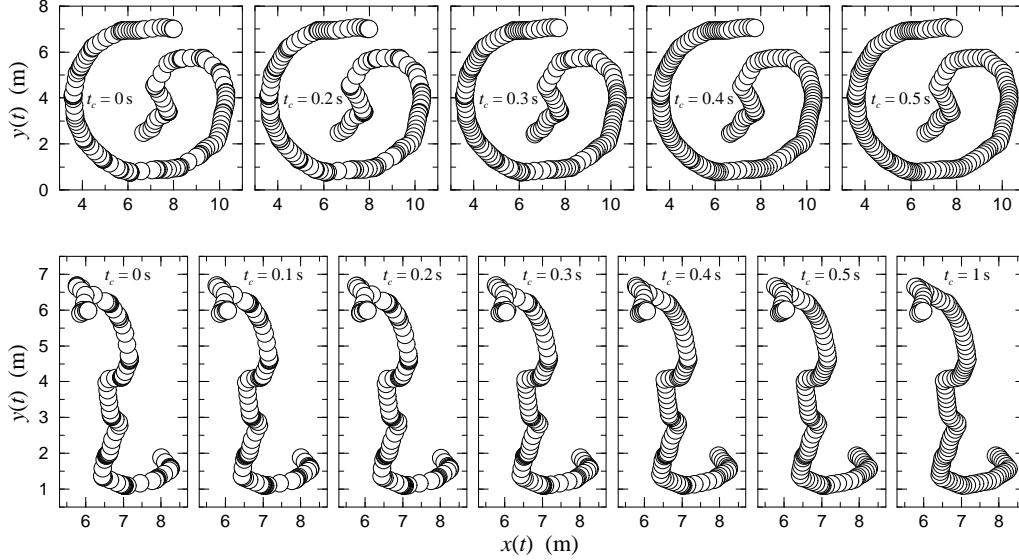 8
6
4
2
0
y(t) (m)
t_c = 0 s
t_c = 0.2 s
t_c = 0.3 s
t_c = 0.4 s
t_c = 0.5 s
4 6 8 10 4 6 8 10 4 6 8 10 4 6 8 10 4 6 8 10
t_c = 0 s
t_c = 0.1 s
t_c = 0.2 s
t_c = 0.3 s
t_c = 0.4 s
t_c = 0.5 s
t_c = 1 s
7
6
5
4
3
2
1
y(t) (m)
6 7 8 6 7 8 6 7 8 6 7 8 6 7 8 6 7 8 6 7 8
x(t) (m)